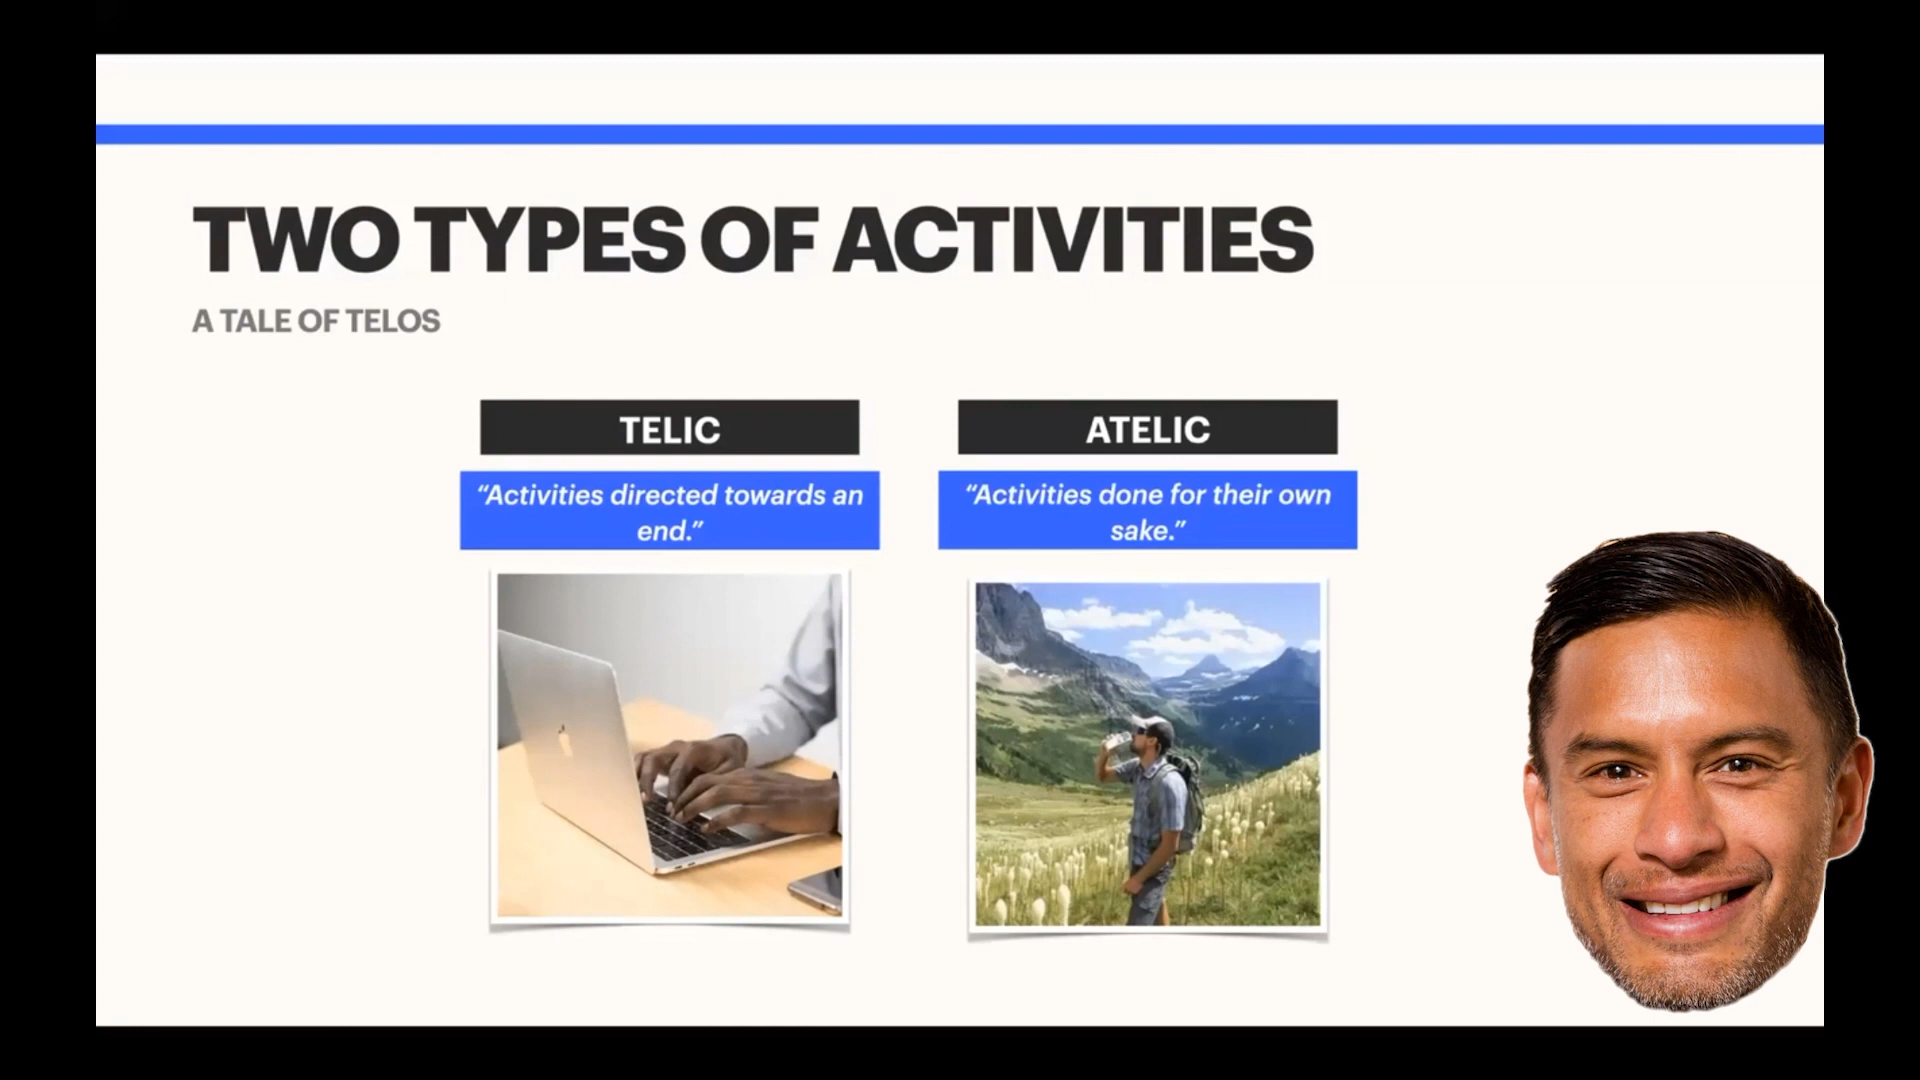 TWO TYPES OF ACTIVITIES
A TALE OF TELOS
TELIC
“Activities directed towards an
end.”
ATELIC
“Activities done for their own
sake.”